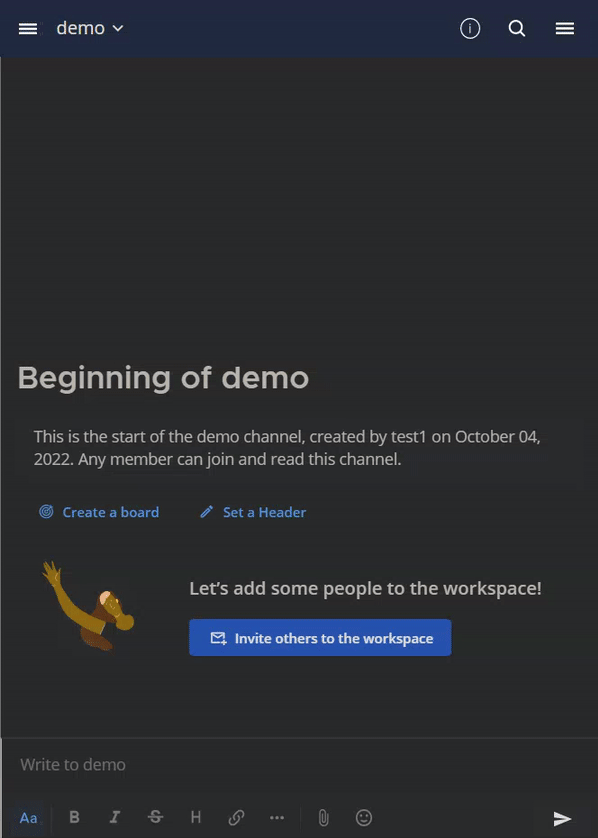 demo
Beginning of demo
This is the start of the demo channel, created by test1 on October 04,
2022. Any member can join and read this channel.
Create a board
Set a Header
Let’s add some people to the workspace!
Invite others to the workspace
Write to demo
Aa B I S H